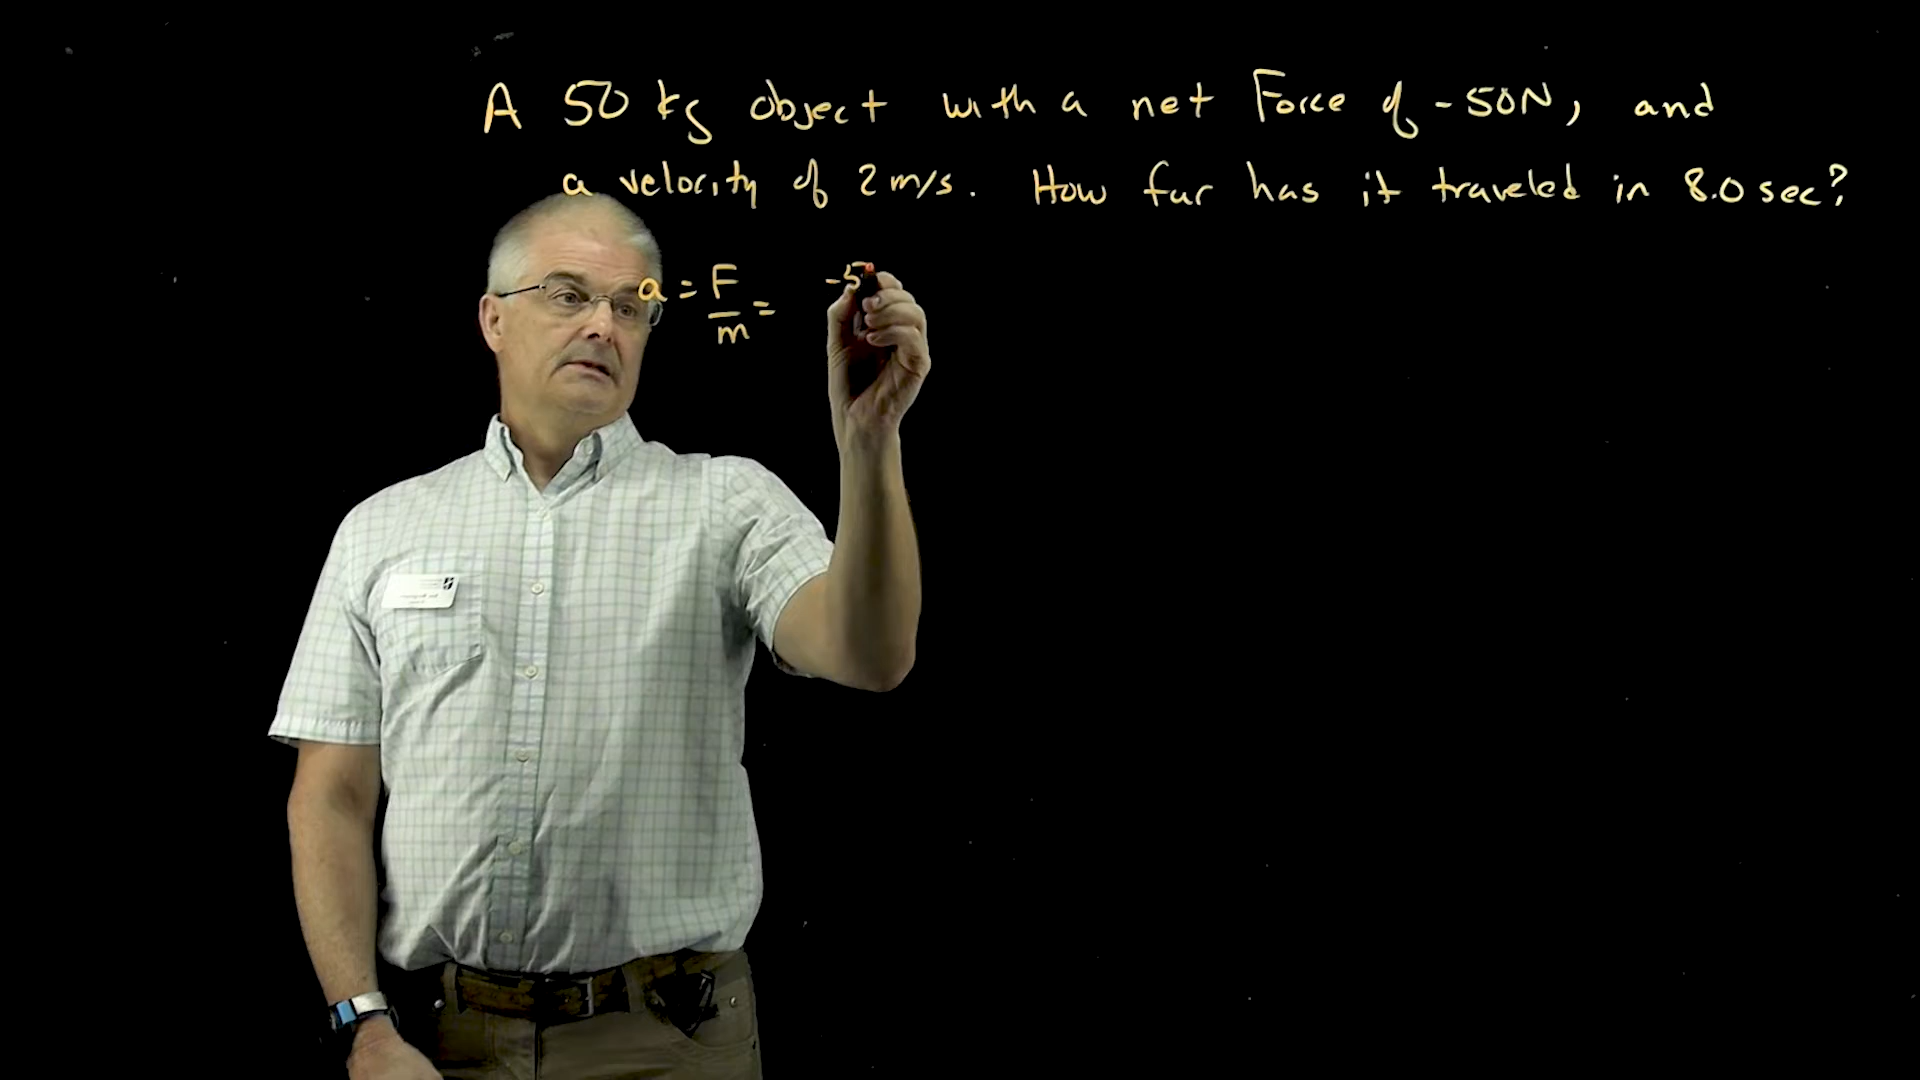 A 50 kg object with a net Force of -50N, and
a velocity of 2 m/s. How far has it traveled in 8.0 sec?
a = F/m = -5